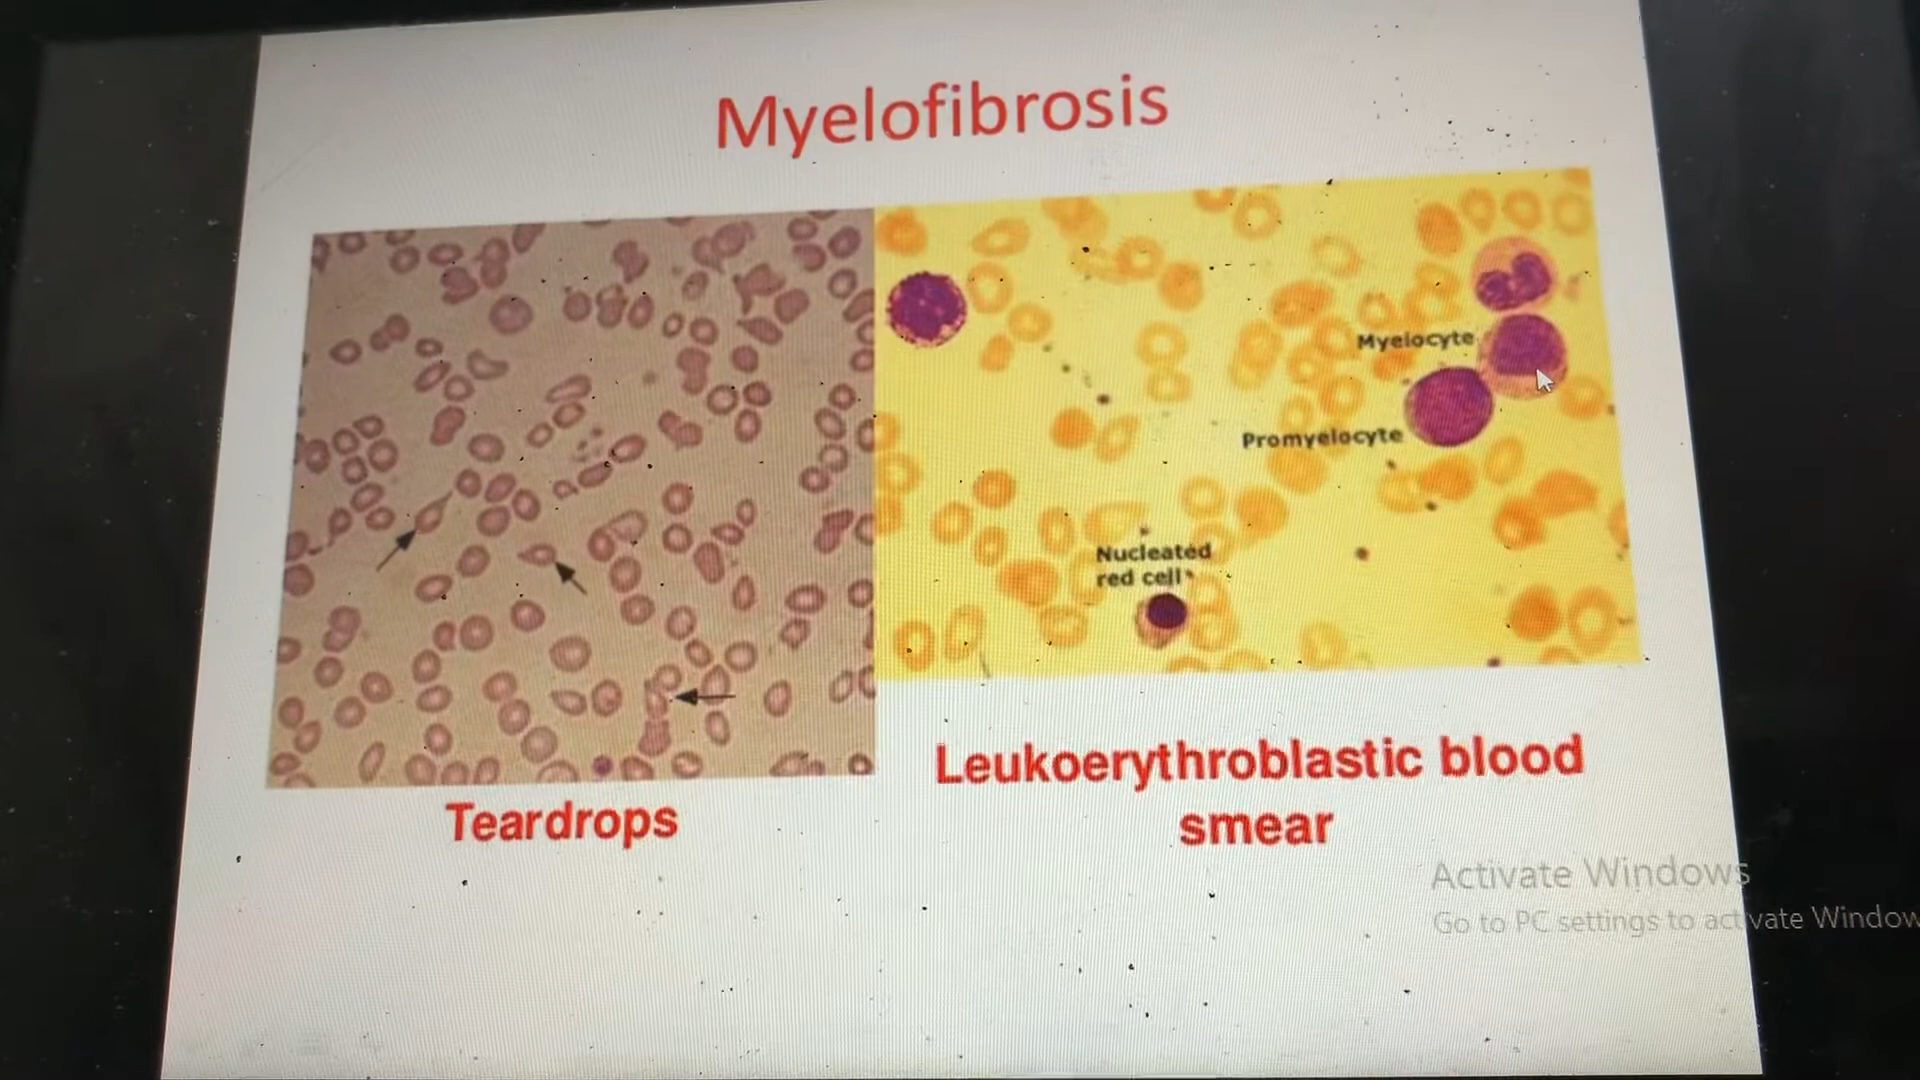 Myelofibrosis
Myelocyte
Promyelocyte
Nucleated
red cell
Teardrops
Leukoerythroblastic blood
smear
Activate Windows
Go to PC settings to activate Window